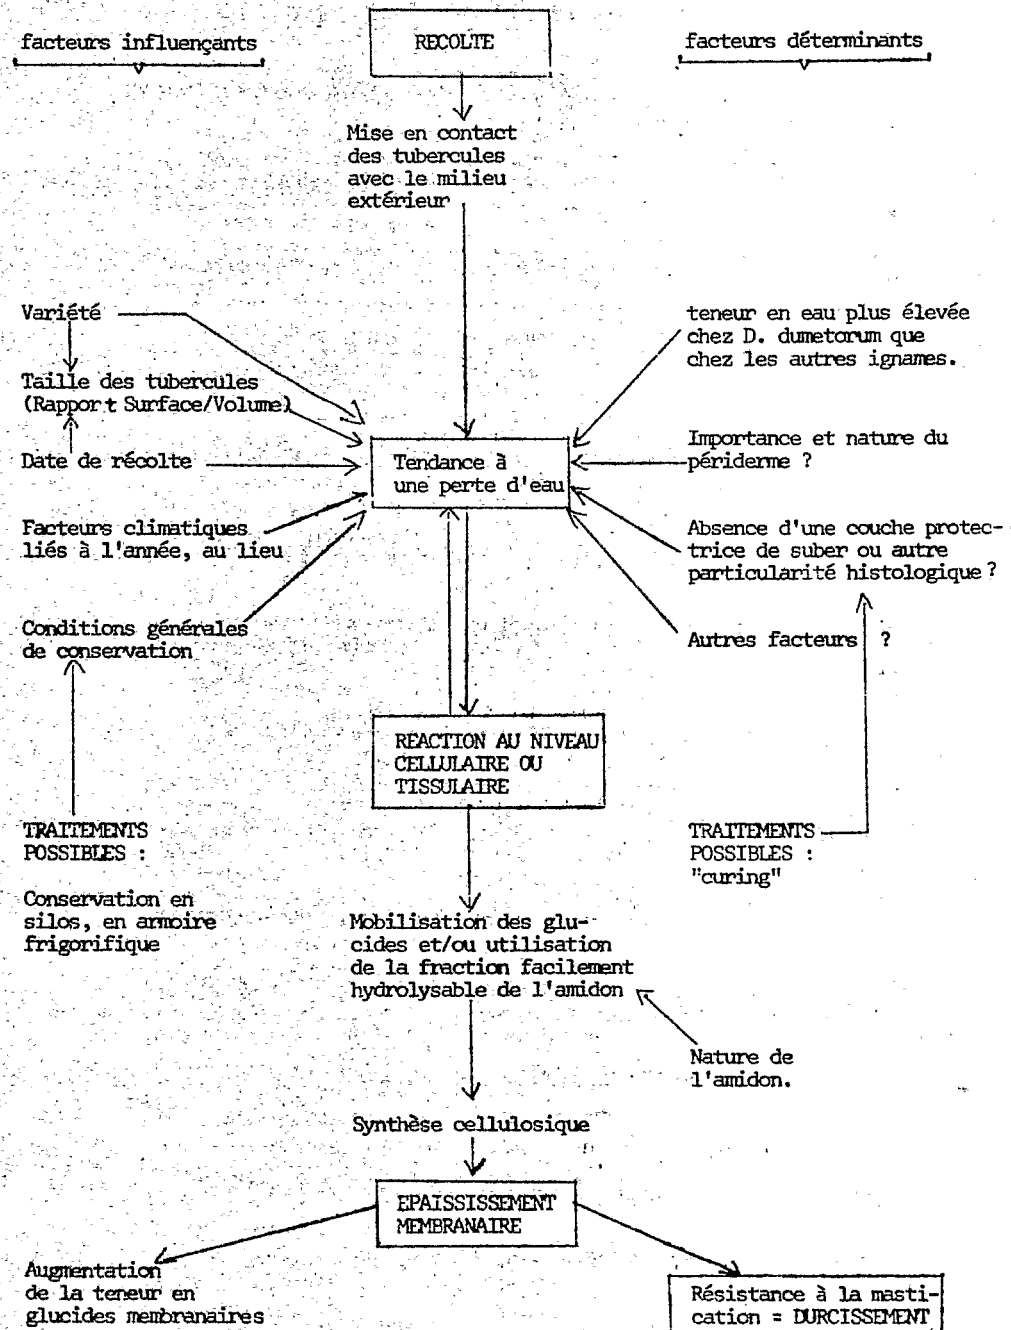 facteurs influençants
RECOLTE
facteurs déterminants
Mise en contact
des tubercules
avec le milieu
extérieur
Variété
Taille des tubercules
(Rapport Surface/Volume)
Date de récolte
Facteurs climatiques
liés à l'année, au lieu
Conditions générales
de conservation
Tendance à
une perte d'eau
teneur en eau plus élevée
chez D. dumetorum que
chez les autres ignames.
Importance et nature du
périderme ?
Absence d'une couche protec-
trice de suber ou autre
particularité histologique ?
Autres facteurs ?
REACTION AU NIVEAU
CELLULAIRE OU
TISSULAIRE
TRAITEMENTS
POSSIBLES :
Conservation en
silos, en armoire
frigorifique
TRAITEMENTS
POSSIBLES :
"curing"
Mobilisation des glu-
cides et/ou utilisation
de la fraction facilement
hydrolysable de l'amidon
Nature de
l'amidon.
Synthèse cellulosique
EPAISSISSEMENT
MEMBRANAIRE
Augmentation
de la teneur en
glucides membranaires
Résistance à la masti-
cation = DURCISSEMENT